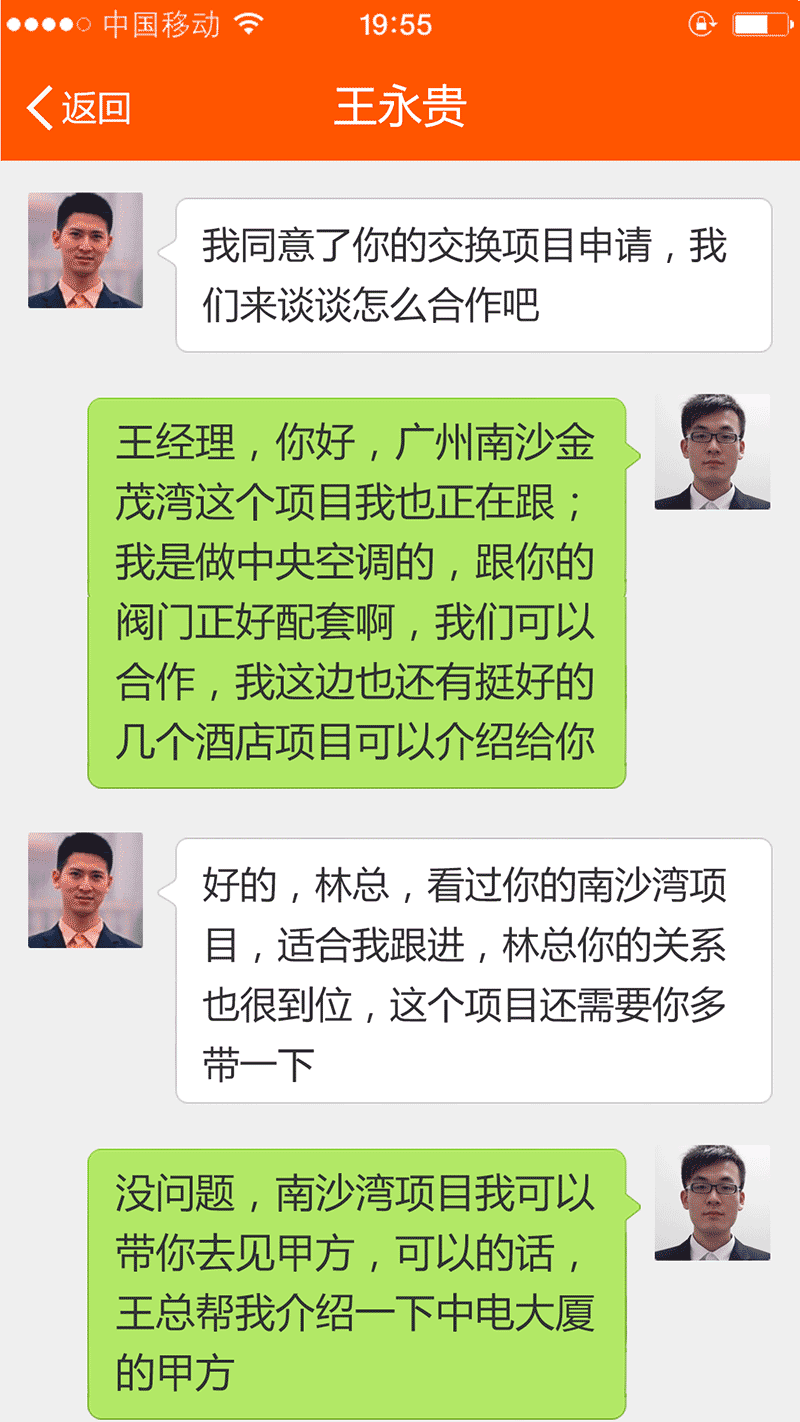 中国移动
19:55
返回
王永贵
我同意了你的交换项目申请，我
们来谈谈怎么合作吧
王经理，你好，广州南沙金
茂湾这个项目我也正在跟；
我是做中央空调的，跟你的
阀门正好配套啊，我们可以
合作，我这边也还有挺好的
几个酒店项目可以介绍给你
好的，林总，看过你的南沙湾项
目，适合我跟进，林总你的关系
也很到位，这个项目还需要你多
带一下
没问题，南沙湾项目我可以
带你去见甲方，可以的话，
王总帮我介绍一下中电大厦
的甲方